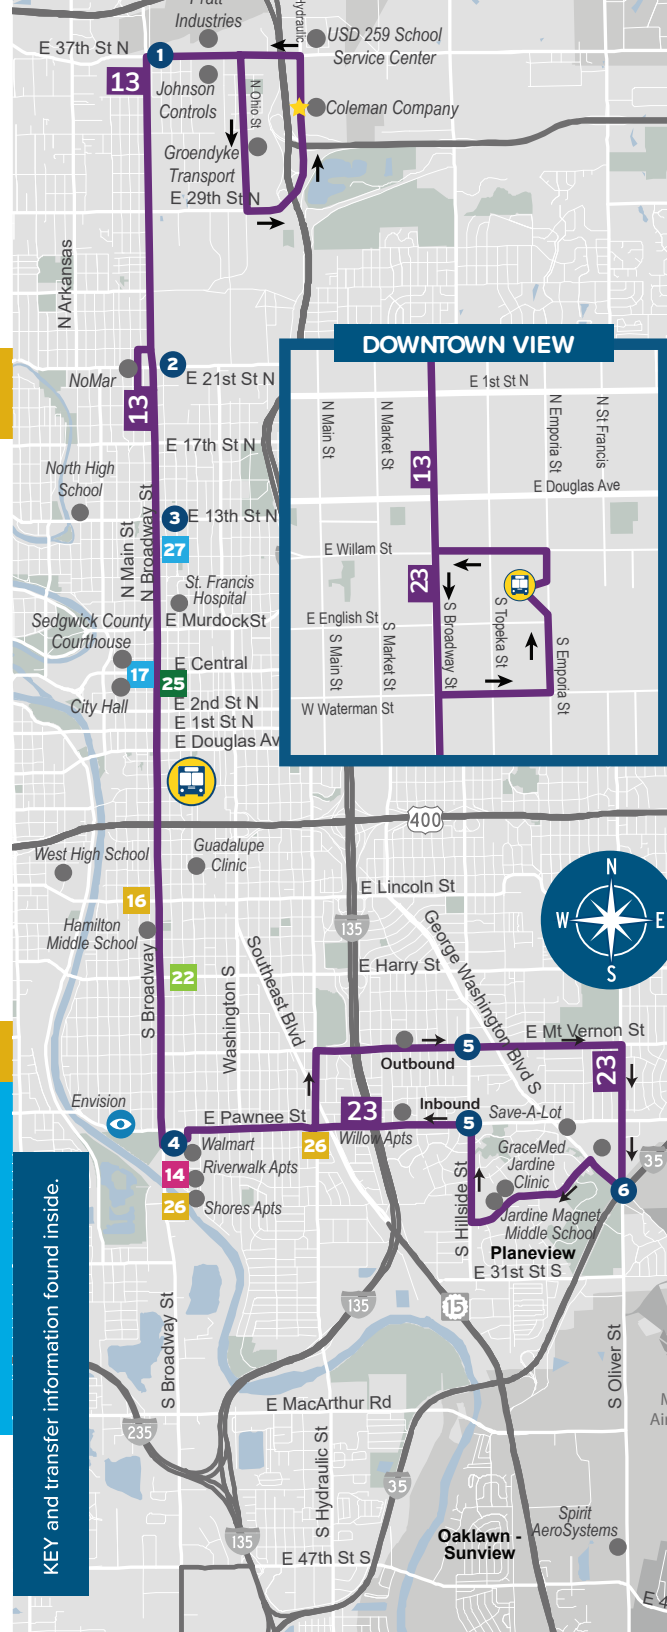 Pratt
Industries
Hydraulic
USD 259 School
Service Center
E 37th St N
1
13
Johnson
Controls
N Ohio St
Coleman Company
Groendyke
Transport
E 29th St N
N Arkansas
2
NoMar
E 21st St N
13
E 17th St N
North High
School
3
E 13th St N
27
N Main St
N Broadway St
St. Francis
Hospital
Sedgwick County
Courthouse
E MurdockSt
E Central
17
25
City Hall
E 2nd St N
E 1st St N
E Douglas Av
DOWNTOWN VIEW
E 1st St N
N Main St
N Market St
N Emporia St
N St Francis
13
E Douglas Ave
E Willam St
23
S Broadway St
S Topeka St
E English St
S Main St
S Market St
S Emporia St
W Waterman St
400
West High School
Guadalupe
Clinic
E Lincoln St
16
Hamilton
Middle School
135
N
W
E
S
George Washington Blvd S
Southeast Blvd
E Harry St
22
S Broadway
Washington S
E Mt Vernon St
5
Outbound
23
Envision
E Pawnee St
23
Inbound
5
Save-A-Lot
4
Walmart
26
Willow Apts
GraceMed
Jardine
Clinic
35
14
Riverwalk Apts
6
26
Shores Apts
S Hillside St
Jardine Magnet
Middle School
Planeview
E 31st St S
KEY and transfer information found inside.
135
15
S Broadway St
S Oliver St
E MacArthur Rd
235
S Hydraulic St
35
Spirit
AeroSystems
135
Oaklawn -
Sunview
E 47th St S
E 4